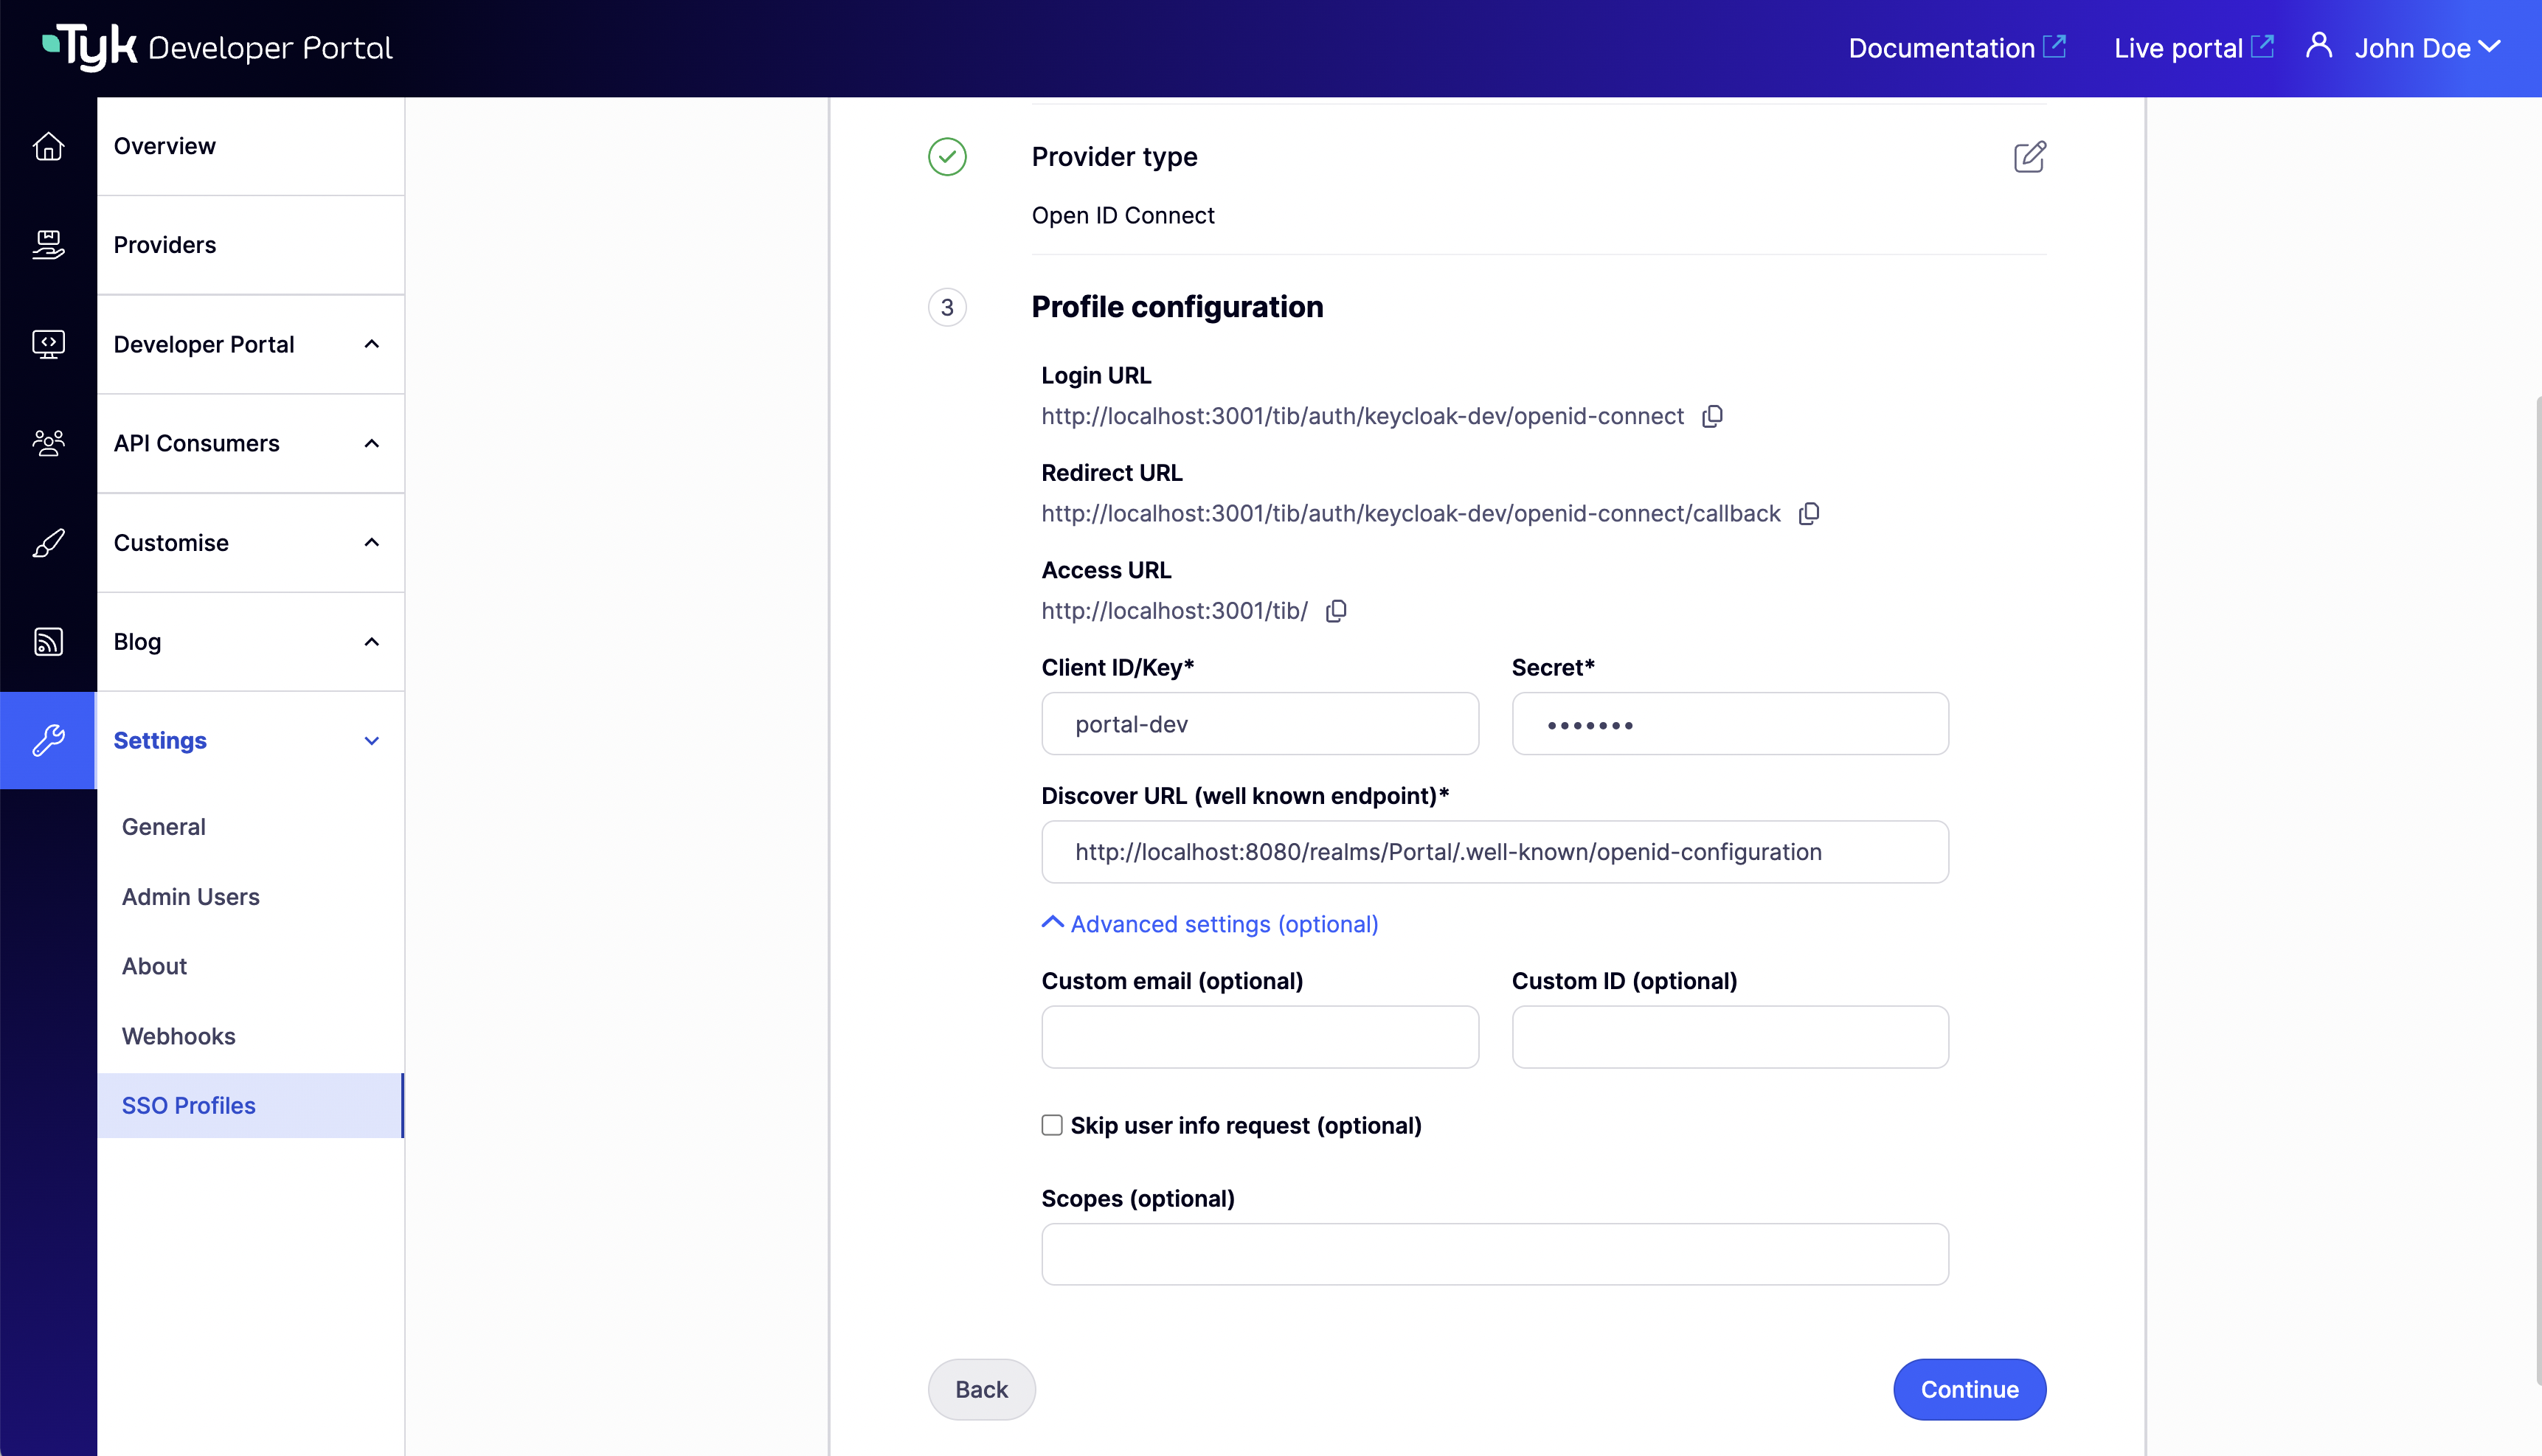 Tyk Developer Portal
Documentation
Live portal
John Doe
Overview
Providers
Developer Portal
API Consumers
Customise
Blog
Settings
General
Admin Users
About
Webhooks
SSO Profiles
Provider type
Open ID Connect
3 Profile configuration
Login URL
http://localhost:3001/tib/auth/keycloak-dev/openid-connect
Redirect URL
http://localhost:3001/tib/auth/keycloak-dev/openid-connect/callback
Access URL
http://localhost:3001/tib/
Client ID/Key* Secret*
portal-dev •••••••
Discover URL (well known endpoint)*
http://localhost:8080/realms/Portal/.well-known/openid-configuration
Advanced settings (optional)
Custom email (optional) Custom ID (optional)
Skip user info request (optional)
Scopes (optional)
Back Continue